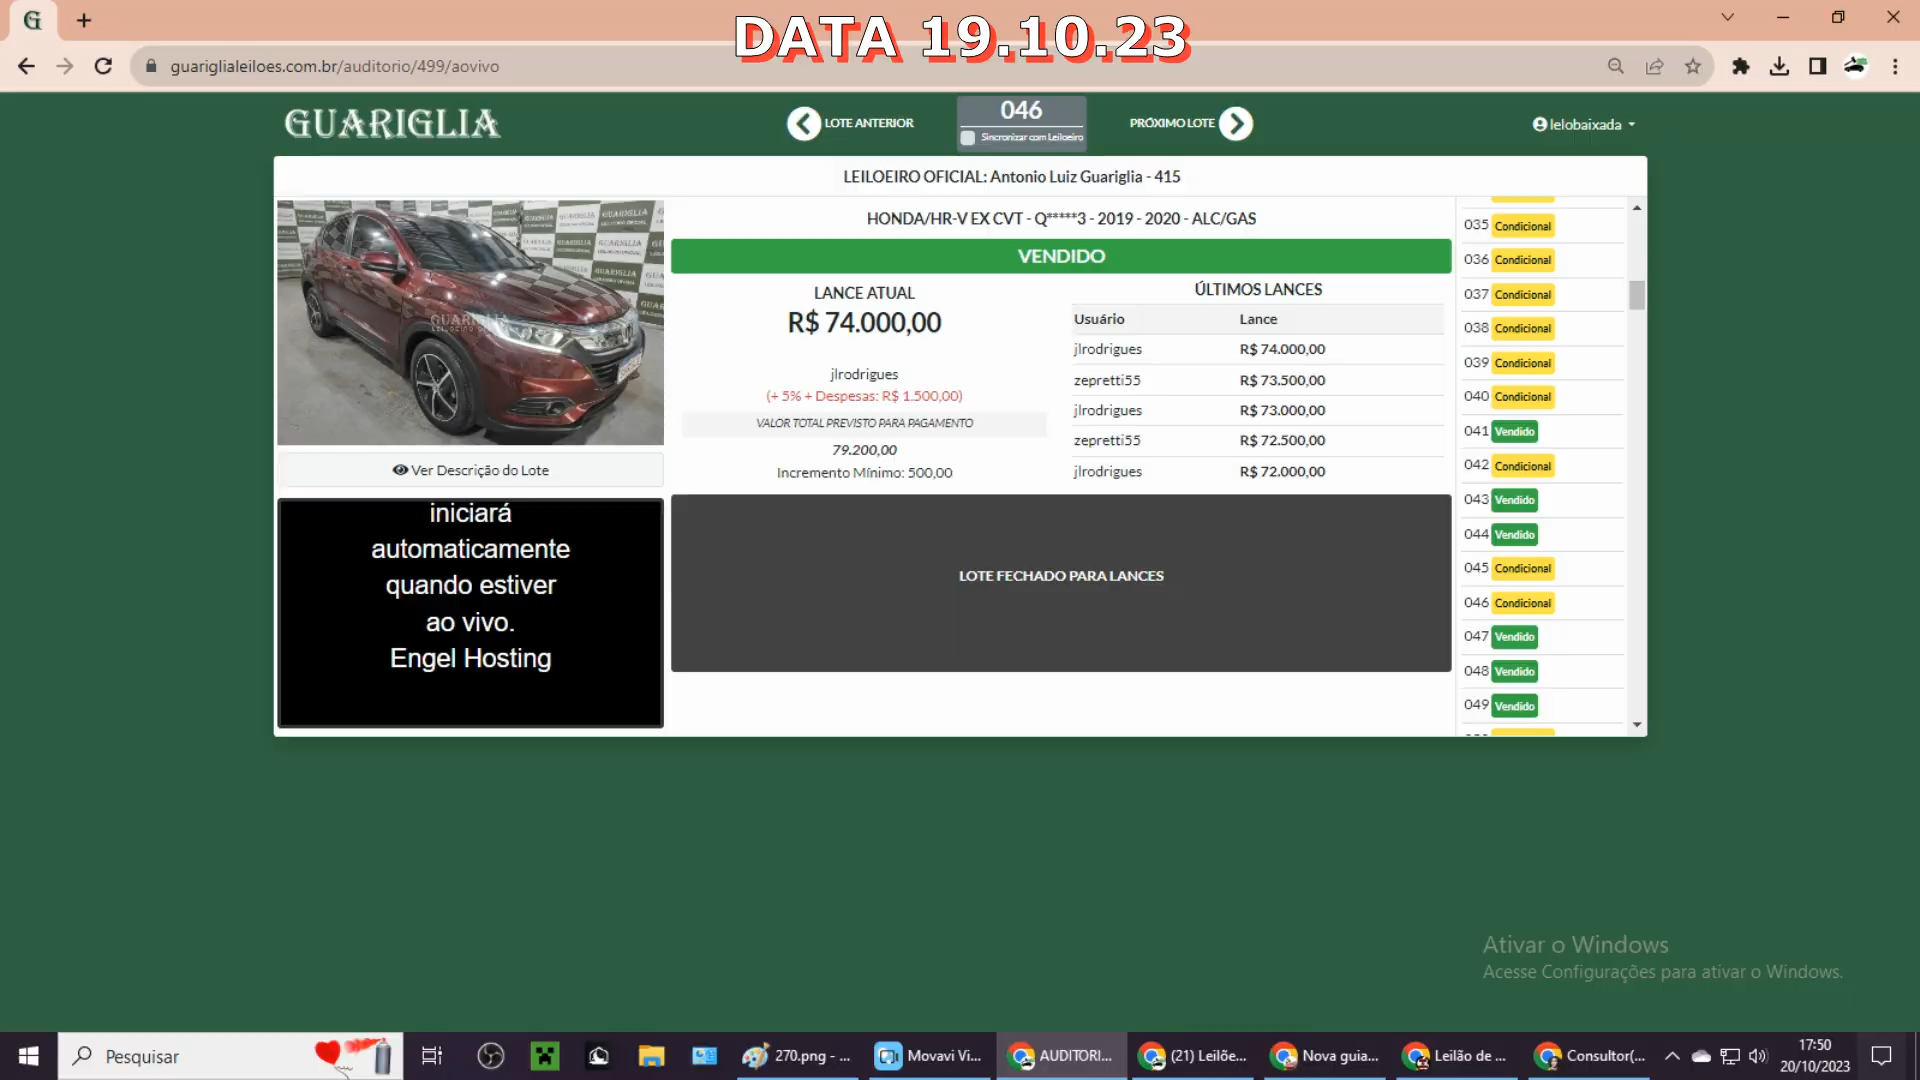 DATA 19.10.23
guariglialeiloes.com.br/auditorio/499/aovivo
GUARIGLIA
LOTE ANTERIOR
046
Sincronizar com Leiloeiro
PRÓXIMO LOTE
lelobaixada
LEILOEIRO OFICIAL: Antonio Luiz Guariglia - 415
HONDA/HR-V EX CVT - Q*****3 - 2019 - 2020 - ALC/GAS
VENDIDO
LANCE ATUAL
R$ 74.000,00
jlrodrigues
(+ 5% + Despesas: R$ 1.500,00)
VALOR TOTAL PREVISTO PARA PAGAMENTO
79.200,00
Incremento Mínimo: 500,00
ÚLTIMOS LANCES
Usuário Lance
jlrodrigues R$ 74.000,00
zepretti55 R$ 73.500,00
jlrodrigues R$ 73.000,00
zepretti55 R$ 72.500,00
jlrodrigues R$ 72.000,00
Ver Descrição do Lote
iniciará
automaticamente
quando estiver
ao vivo.
Engel Hosting
LOTE FECHADO PARA LANCES
035 Condicional
036 Condicional
037 Condicional
038 Condicional
039 Condicional
040 Condicional
041 Vendido
042 Condicional
043 Vendido
044 Vendido
045 Condicional
046 Condicional
047 Vendido
048 Vendido
049 Vendido
Ativar o Windows
Acesse Configurações para ativar o Windows.
Pesquisar
270.png - ...
Movavi Vi...
AUDITORI...
(21) Leilõe...
Nova guia...
Leilão de ...
Consultor(...
17:50
20/10/2023